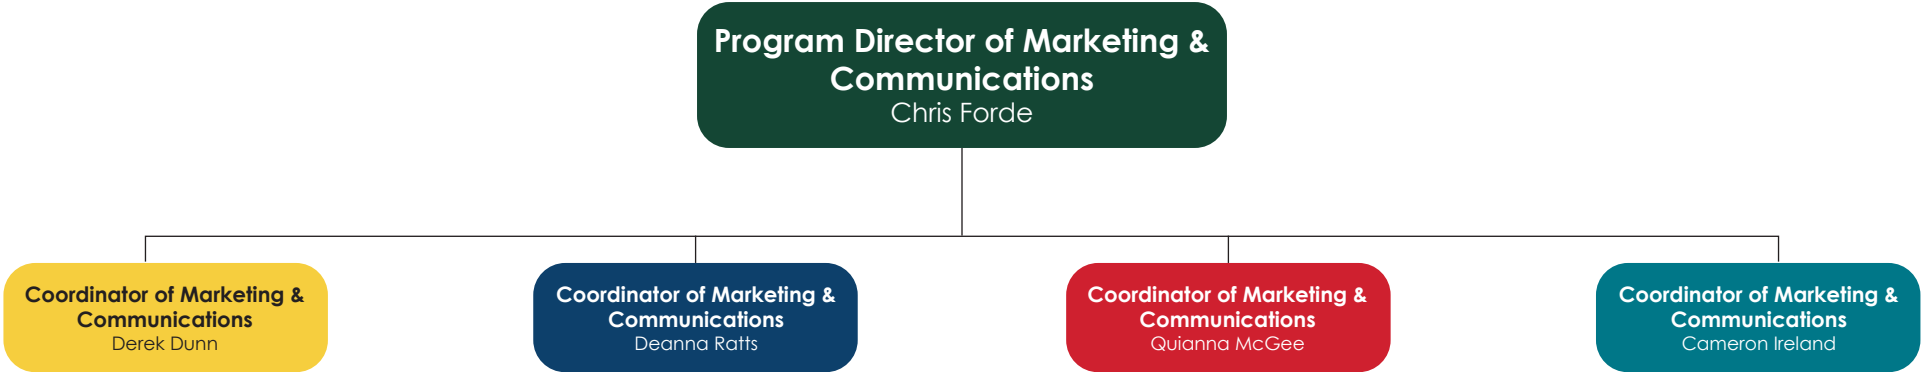 Program Director of Marketing &
Communications
Chris Forde
Coordinator of Marketing &
Communications
Derek Dunn
Coordinator of Marketing &
Communications
Deanna Ratts
Coordinator of Marketing &
Communications
Quianna McGee
Coordinator of Marketing &
Communications
Cameron Ireland